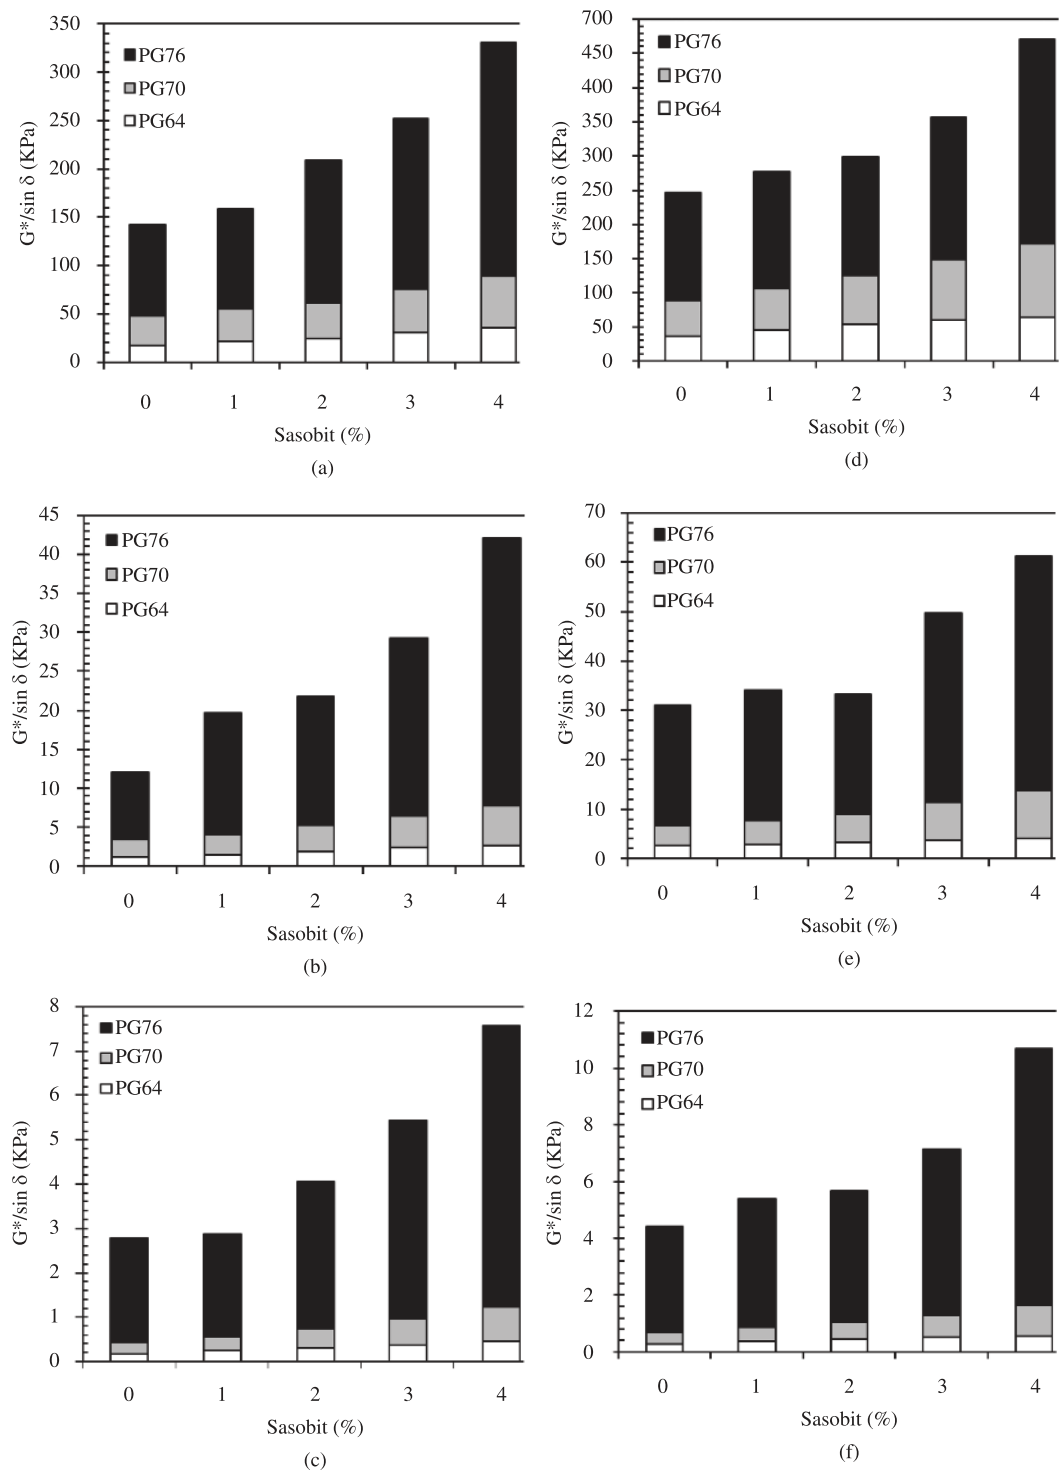 350
300
250
200
150
100
50
0
G*/sin δ (KPa)
PG76
PG70
PG64
0 1 2 3 4
Sasobit (%)
(a)
700
450
400
350
300
250
200
150
100
50
0
G*/sin δ (KPa)
PG76
PG70
PG64
0 1 2 3 4
Sasobit (%)
(d)
45
40
35
30
25
20
15
10
5
0
G*/sin δ (KPa)
PG76
PG70
PG64
0 1 2 3 4
Sasobit (%)
(b)
70
60
50
40
30
20
10
0
G*/sin δ (KPa)
PG76
PG70
PG64
0 1 2 3 4
Sasobit (%)
(e)
8
7
6
5
4
3
2
1
0
G*/sin δ (KPa)
PG76
PG70
PG64
0 1 2 3 4
Sasobit (%)
(c)
12
10
8
6
4
2
0
G*/sin δ (KPa)
PG76
PG70
PG64
0 1 2 3 4
Sasobit (%)
(f)